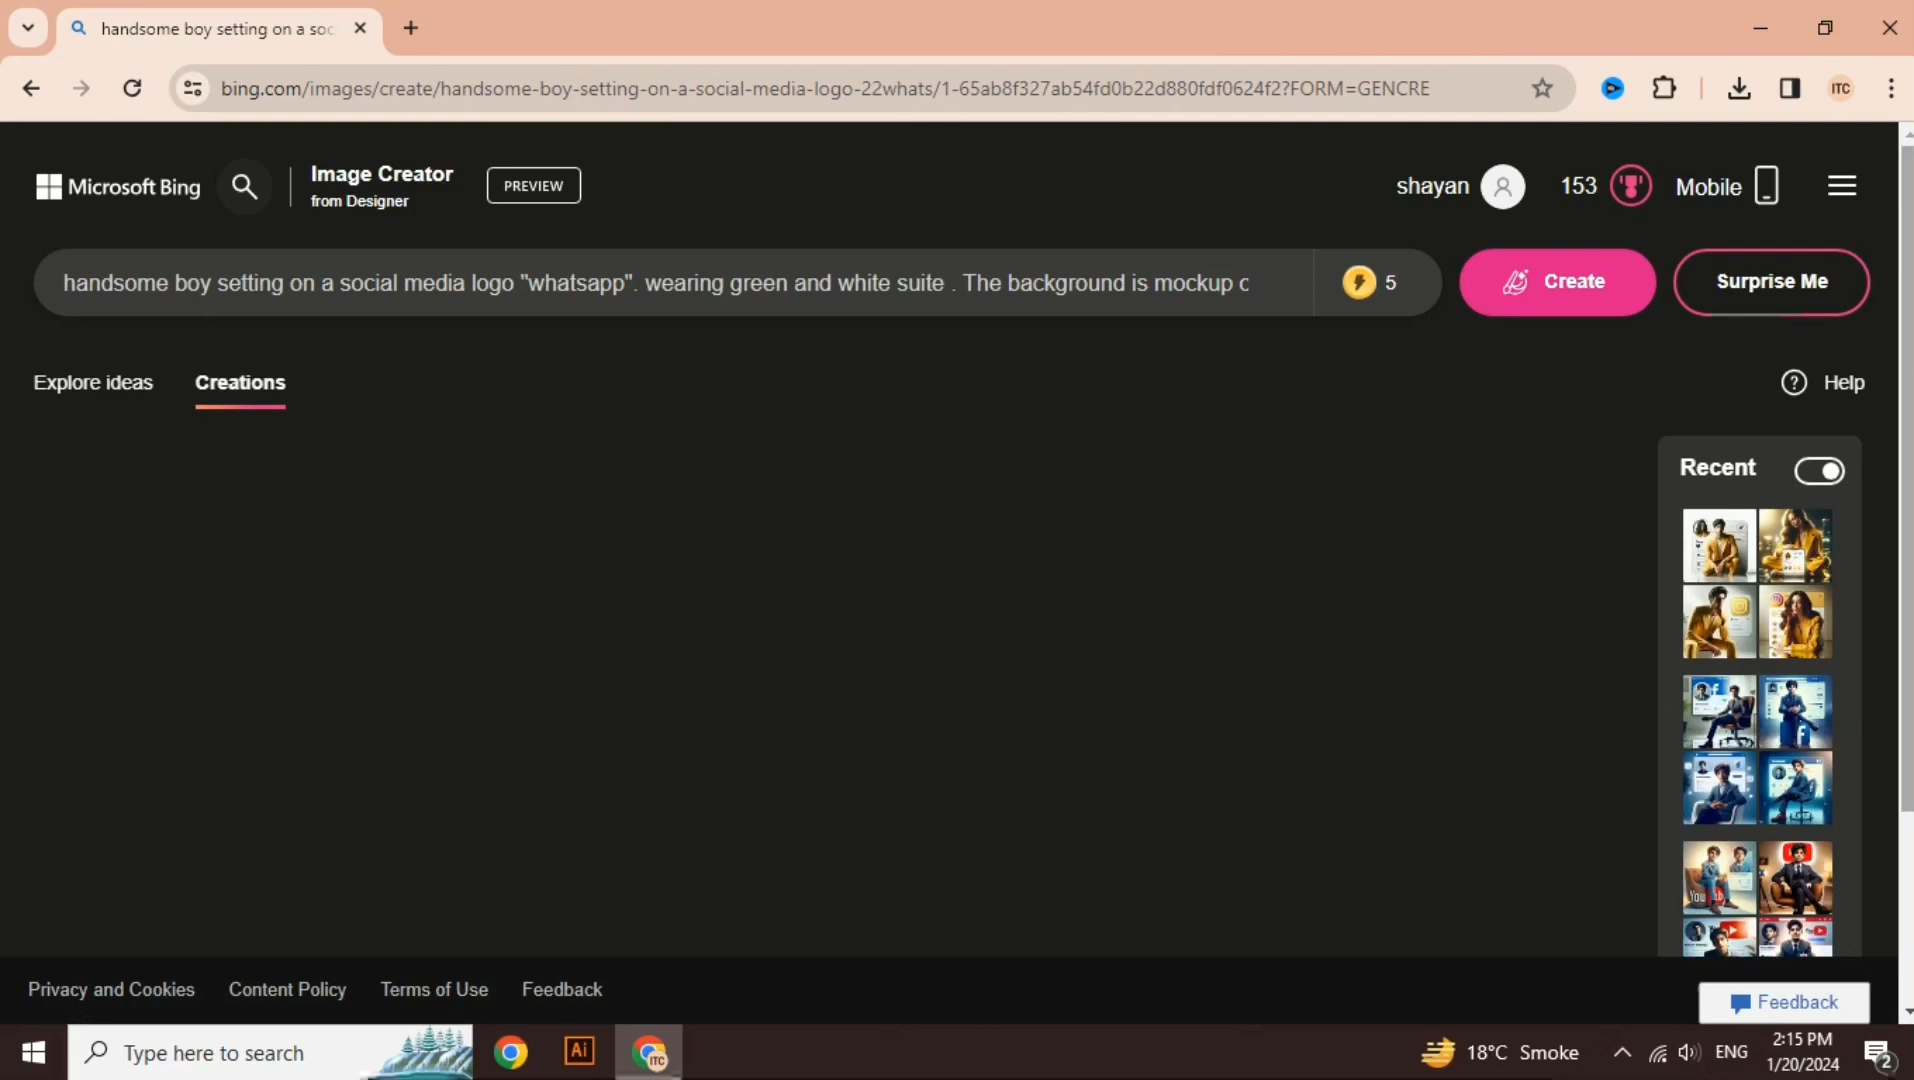 handsome boy setting on a soc
bing.com/images/create/handsome-boy-setting-on-a-social-media-logo-22whats/1-65ab8f327ab54fd0b22d880fdf0624f2?FORM=GENCRE
ITC
Microsoft Bing
Image Creator
from Designer
PREVIEW
shayan
153
Mobile
handsome boy setting on a social media logo "whatsapp". wearing green and white suite . The background is mockup c
5
Create
Surprise Me
Explore ideas
Creations
Help
Recent
Privacy and Cookies
Content Policy
Terms of Use
Feedback
Feedback
Type here to search
Ai
ITC
18°C Smoke
ENG
2:15 PM
1/20/2024
2